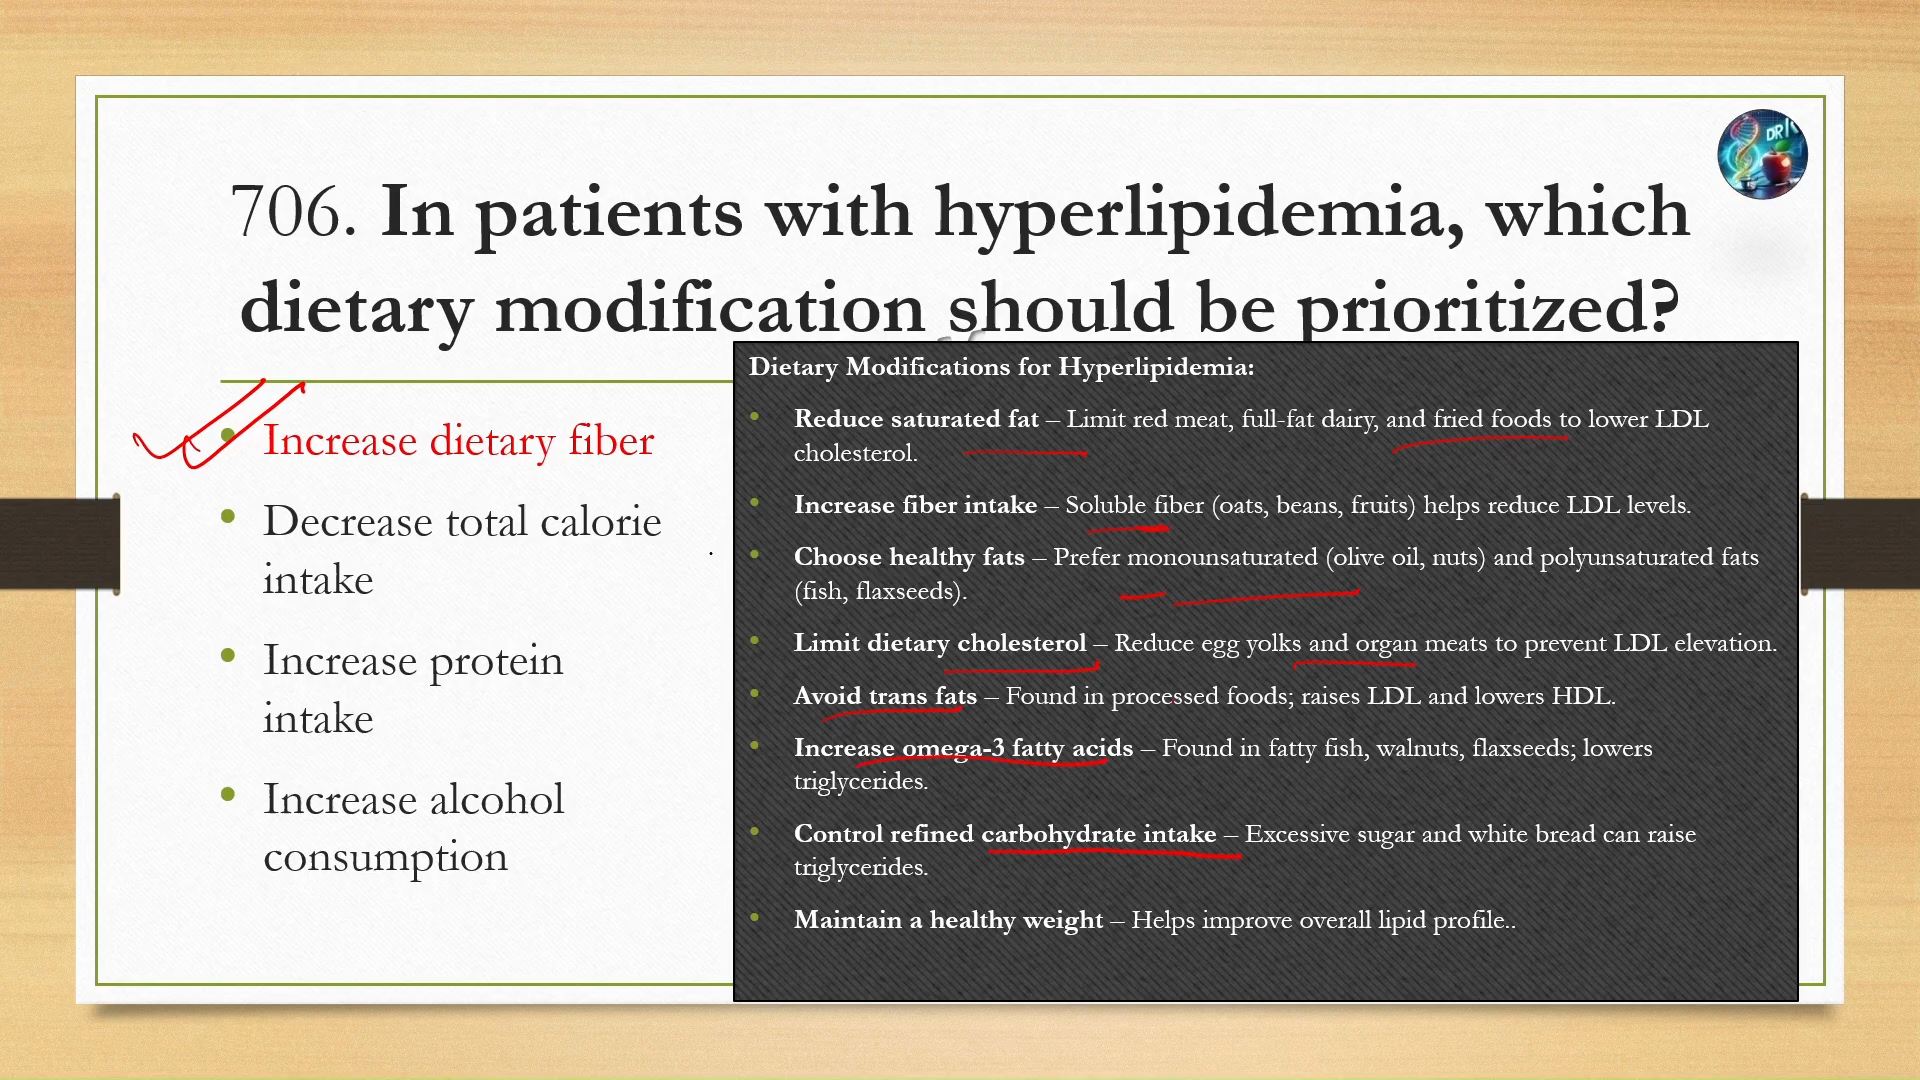 706. In patients with hyperlipidemia, which
dietary modification should be prioritized?
Increase dietary fiber
Decrease total calorie
intake
Increase protein
intake
Increase alcohol
consumption
Dietary Modifications for Hyperlipidemia:
Reduce saturated fat – Limit red meat, full-fat dairy, and fried foods to lower LDL
cholesterol.
Increase fiber intake – Soluble fiber (oats, beans, fruits) helps reduce LDL levels.
Choose healthy fats – Prefer monounsaturated (olive oil, nuts) and polyunsaturated fats
(fish, flaxseeds).
Limit dietary cholesterol – Reduce egg yolks and organ meats to prevent LDL elevation.
Avoid trans fats – Found in processed foods; raises LDL and lowers HDL.
Increase omega-3 fatty acids – Found in fatty fish, walnuts, flaxseeds; lowers
triglycerides.
Control refined carbohydrate intake – Excessive sugar and white bread can raise
triglycerides.
Maintain a healthy weight – Helps improve overall lipid profile..